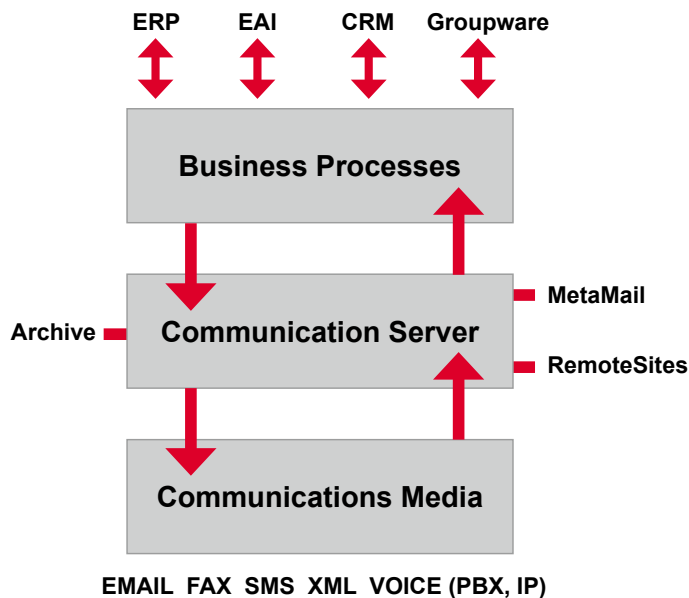 ERP EAI CRM Groupware
Business Processes
MetaMail
Archive Communication Server
RemoteSites
Communications Media
EMAIL FAX SMS XML VOICE (PBX, IP)